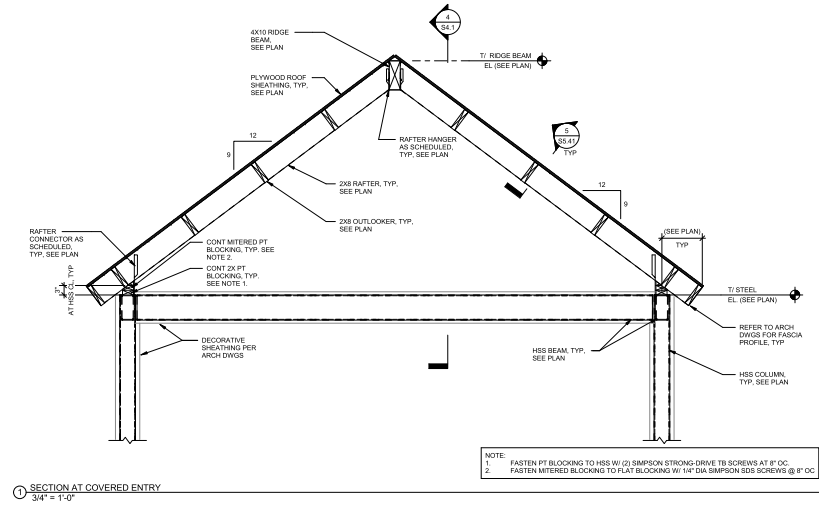 4
S4.1
4X10 RIDGE
BEAM,
SEE PLAN
T/ RIDGE BEAM
EL (SEE PLAN)
PLYWOOD ROOF
SHEATHING, TYP,
SEE PLAN
5
S5.41
TYP
12
9
RAFTER HANGER
AS SCHEDULED,
TYP, SEE PLAN
2X8 RAFTER, TYP,
SEE PLAN
12
9
2X8 OUTLOOKER, TYP,
SEE PLAN
RAFTER
CONNECTOR AS
SCHEDULED,
TYP, SEE PLAN
CONT MITERED PT
BLOCKING, TYP. SEE
NOTE 2.
CONT 2X PT
BLOCKING, TYP.
SEE NOTE 1.
(SEE PLAN)
TYP
3"
AT HSS CL, TYP
T/ STEEL
EL. (SEE PLAN)
DECORATIVE
SHEATHING PER
ARCH DWGS
HSS BEAM, TYP,
SEE PLAN
REFER TO ARCH
DWGS FOR FASCIA
PROFILE, TYP
HSS COLUMN,
TYP, SEE PLAN
NOTE:
1. FASTEN PT BLOCKING TO HSS W/ (2) SIMPSON STRONG-DRIVE TB SCREWS AT 8" OC.
2. FASTEN MITERED BLOCKING TO FLAT BLOCKING W/ 1/4" DIA SIMPSON SDS SCREWS @ 8" OC
1 SECTION AT COVERED ENTRY
3/4" = 1'-0"